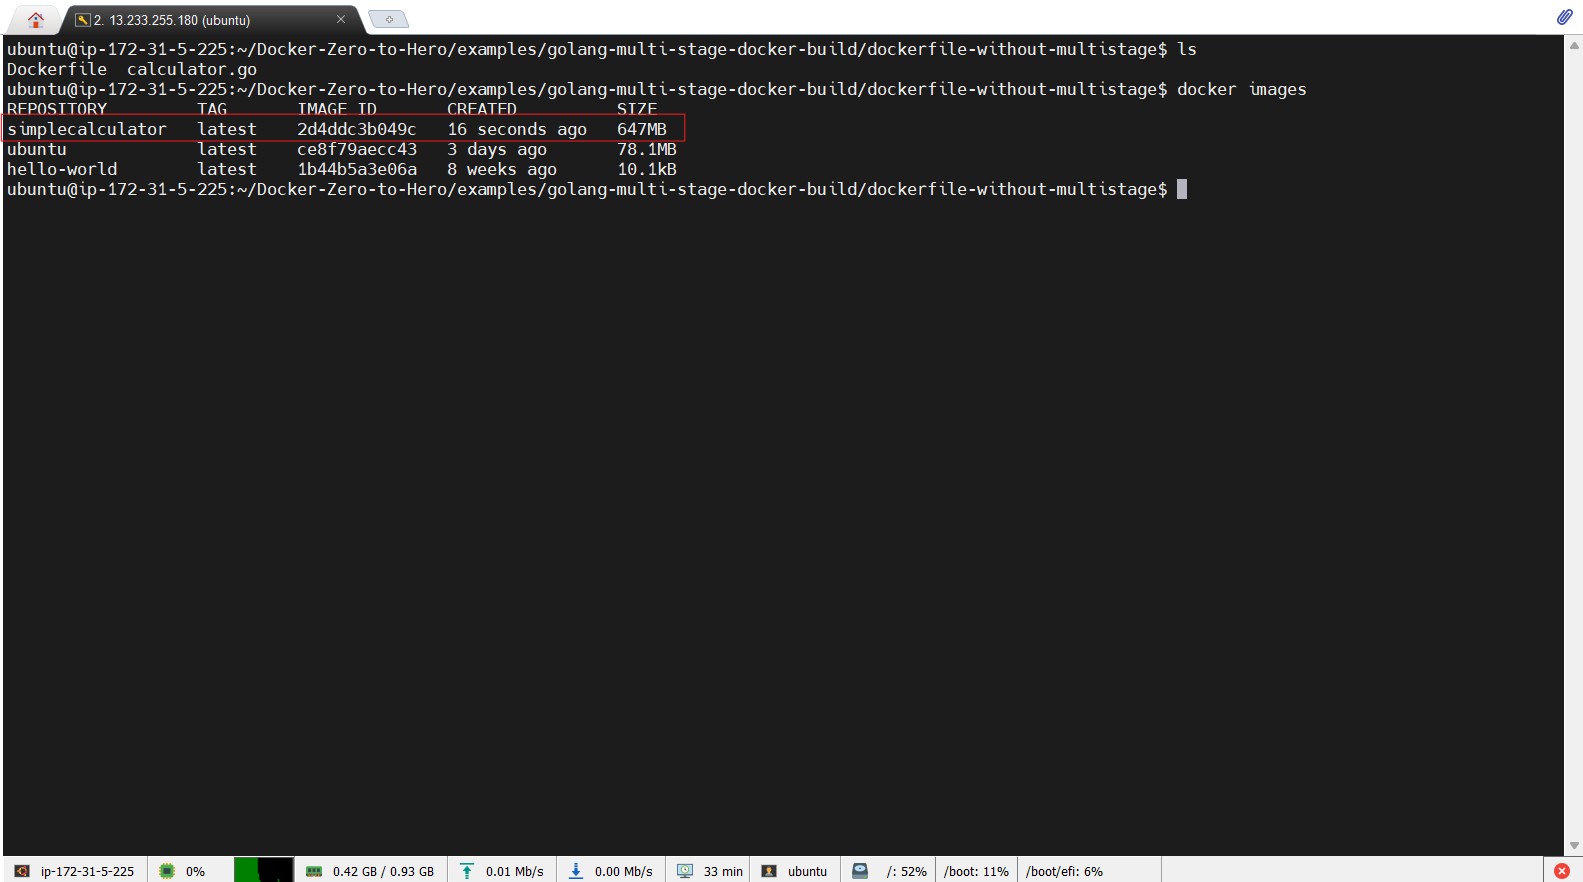 2. 13.233.255.180 (ubuntu)
ubuntu@ip-172-31-5-225:~/Docker-Zero-to-Hero/examples/golang-multi-stage-docker-build/dockerfile-without-multistage$ ls
Dockerfile  calculator.go
ubuntu@ip-172-31-5-225:~/Docker-Zero-to-Hero/examples/golang-multi-stage-docker-build/dockerfile-without-multistage$ docker images
REPOSITORY         TAG       IMAGE ID       CREATED          SIZE
simplecalculator   latest    2d4ddc3b049c   16 seconds ago   647MB
ubuntu             latest    ce8f79aecc43   3 days ago       78.1MB
hello-world        latest    1b44b5a3e06a   8 weeks ago      10.1kB
ubuntu@ip-172-31-5-225:~/Docker-Zero-to-Hero/examples/golang-multi-stage-docker-build/dockerfile-without-multistage$
ip-172-31-5-225 0% 0.42 GB / 0.93 GB 0.01 Mb/s 0.00 Mb/s 33 min ubuntu /: 52% /boot: 11% /boot/efi: 6%